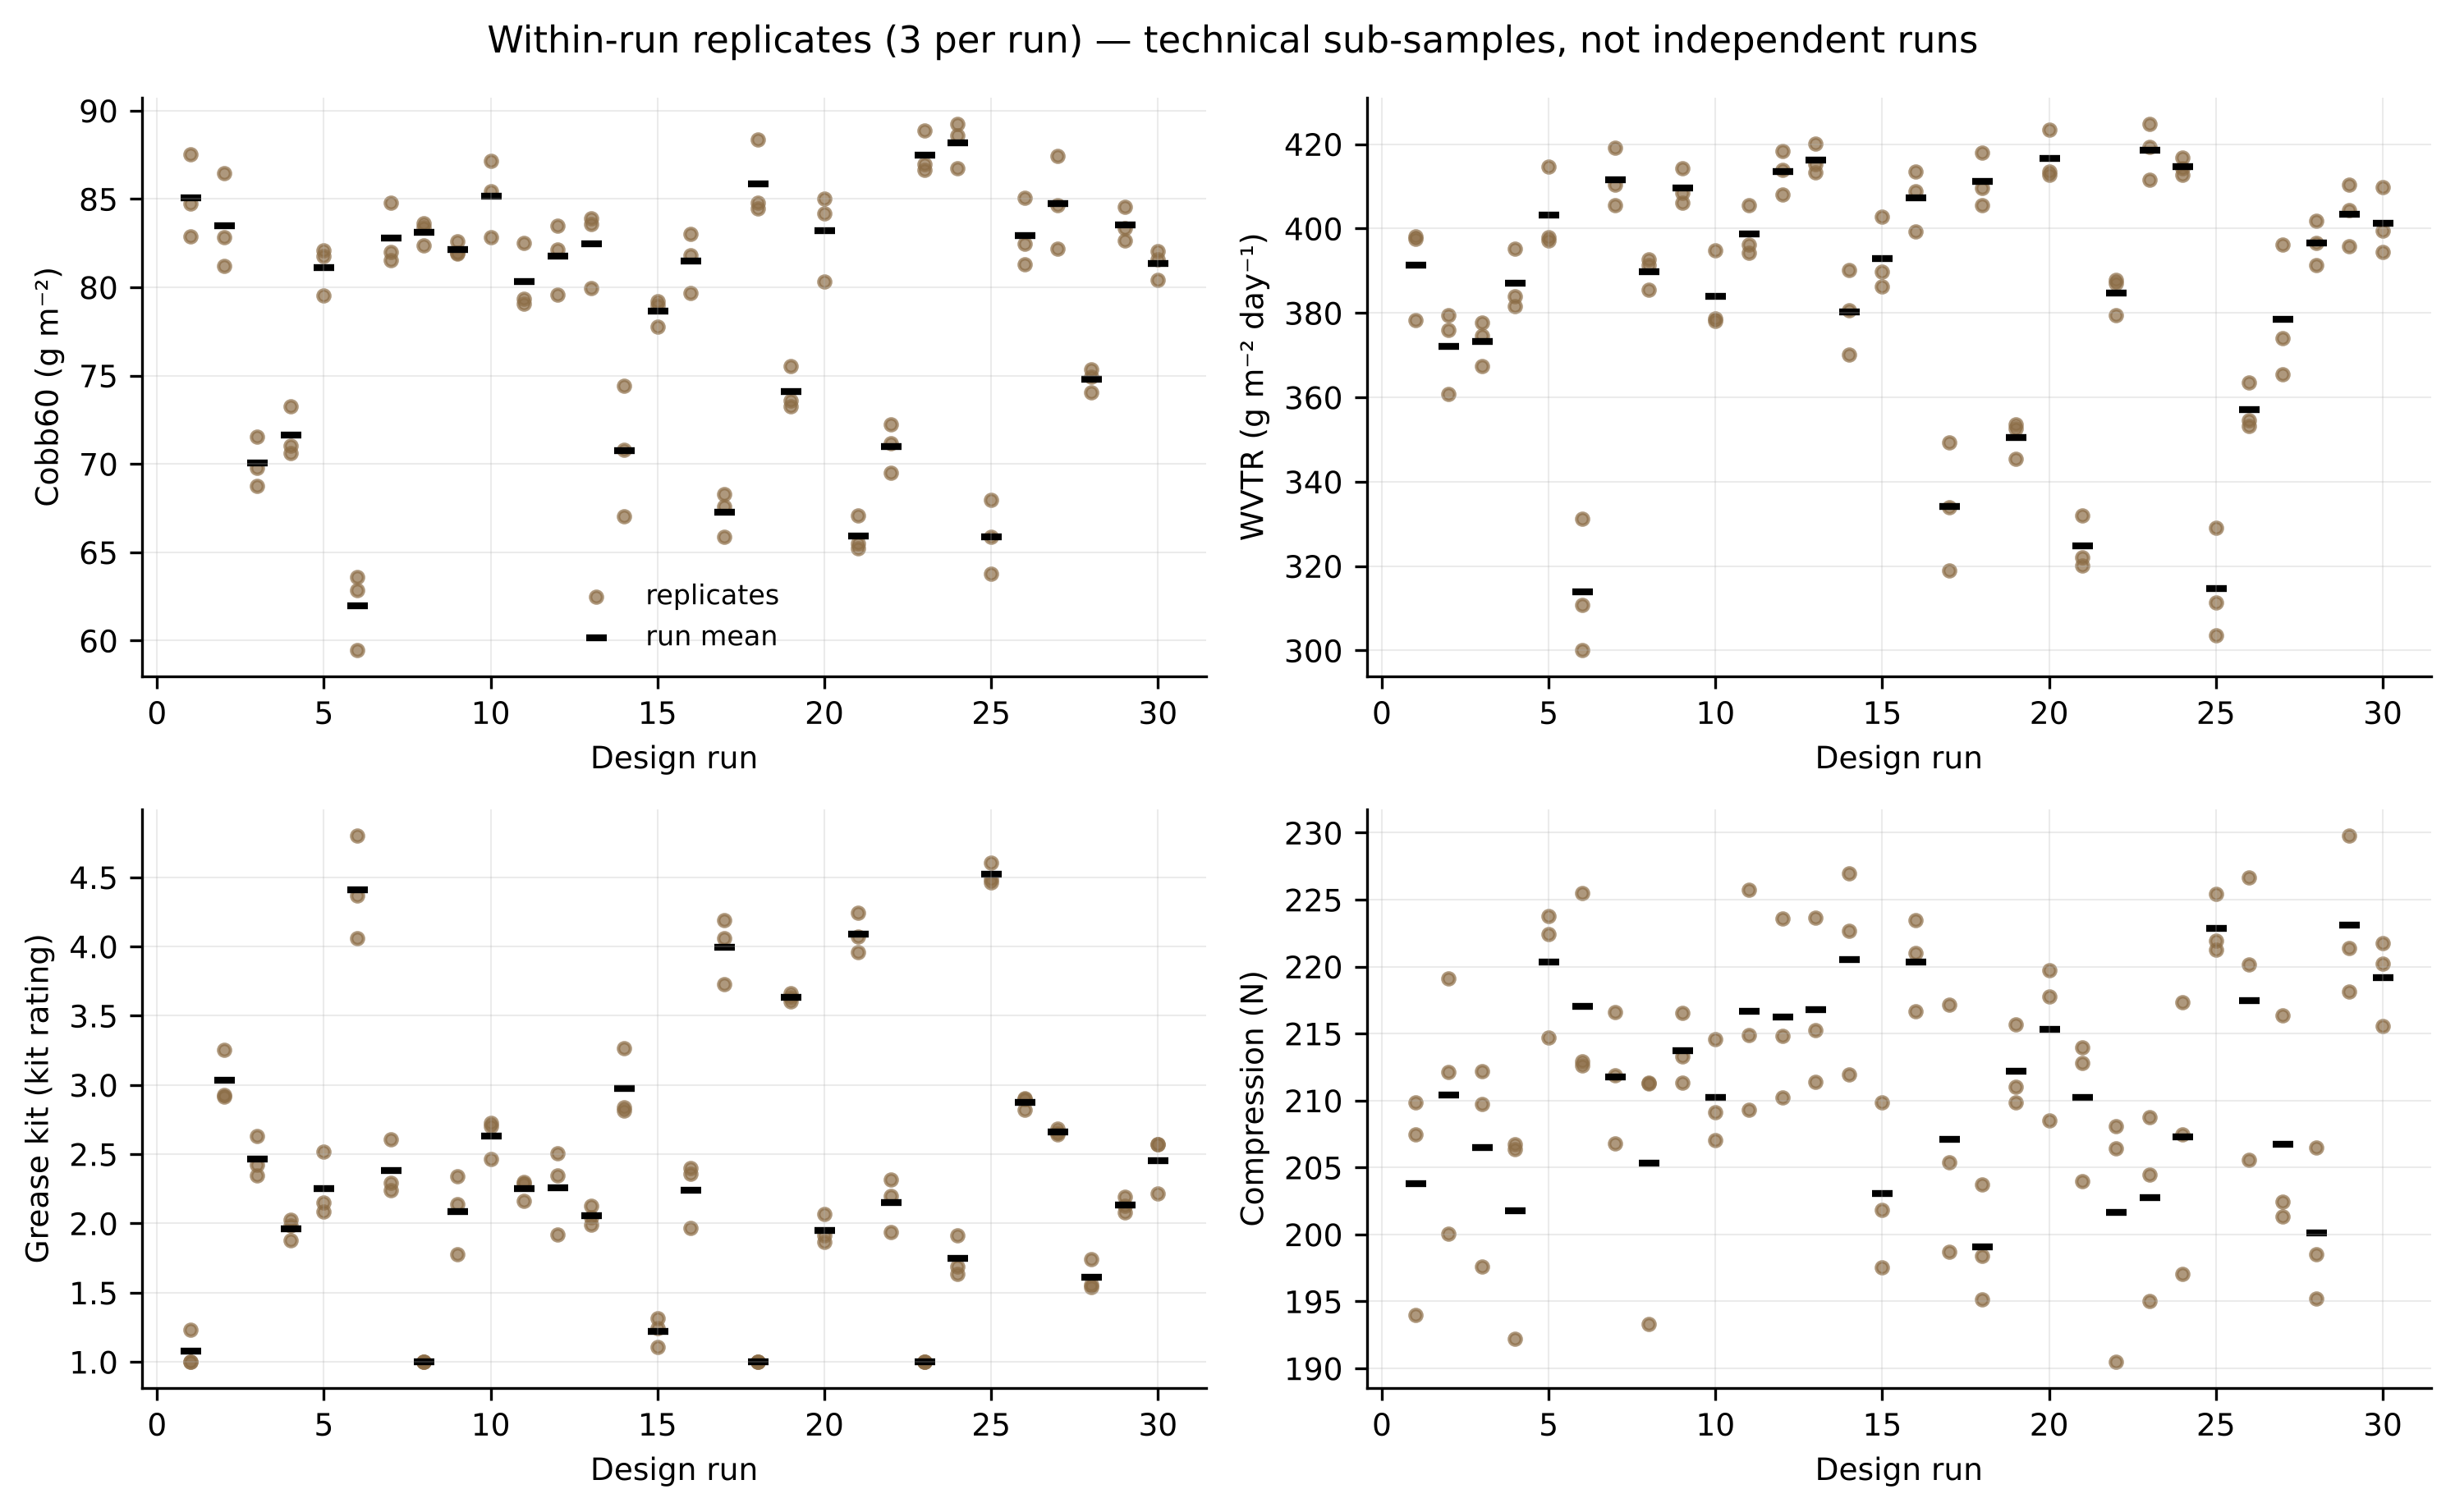 Within-run replicates (3 per run) — technical sub-samples, not independent runs
Cobb60 (g m⁻²)
90
85
80
75
70
65
60
replicates
run mean
0 5 10 15 20 25 30
Design run
WVTR (g m⁻² day⁻¹)
420
400
380
360
340
320
300
0 5 10 15 20 25 30
Design run
Grease kit (kit rating)
4.5
4.0
3.5
3.0
2.5
2.0
1.5
1.0
0 5 10 15 20 25 30
Design run
Compression (N)
230
225
220
215
210
205
200
195
190
0 5 10 15 20 25 30
Design run